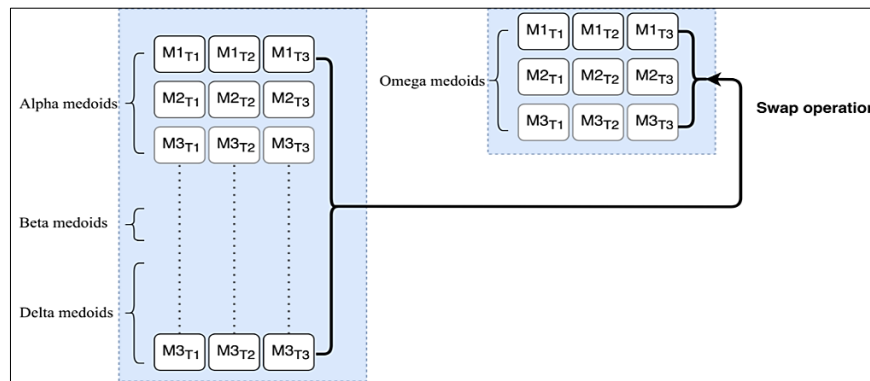 Alpha medoids
M1T1 M1T2 M1T3
M2T1 M2T2 M2T3
M3T1 M3T2 M3T3
Beta medoids
Delta medoids
M3T1 M3T2 M3T3
Omega medoids
M1T1 M1T2 M1T3
M2T1 M2T2 M2T3
M3T1 M3T2 M3T3
Swap operation